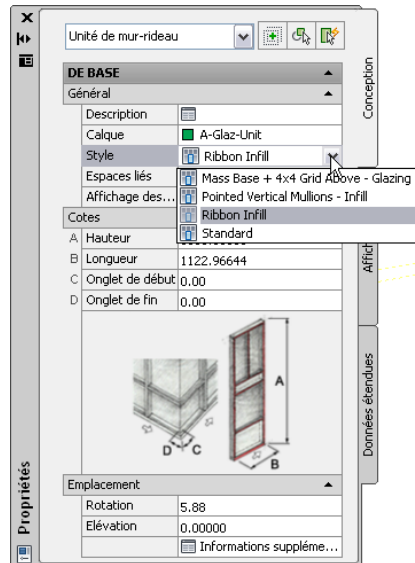 Unité de mur-rideau
DE BASE
Général
Description
Calque A-Glaz-Unit
Style Ribbon Infill
Espaces liés
Mass Base + 4x4 Grid Above - Glazing
Affichage des...
Pointed Vertical Mullions - Infill
Ribbon Infill
Standard
Cotes
A Hauteur
B Longueur 1122.96644
C Onglet de début 0.00
D Onglet de fin 0.00
A
B
D C
Emplacement
Rotation 5.88
Elévation 0.00000
Informations suppléme...
Conception
Affich
Données étendues
Propriétés